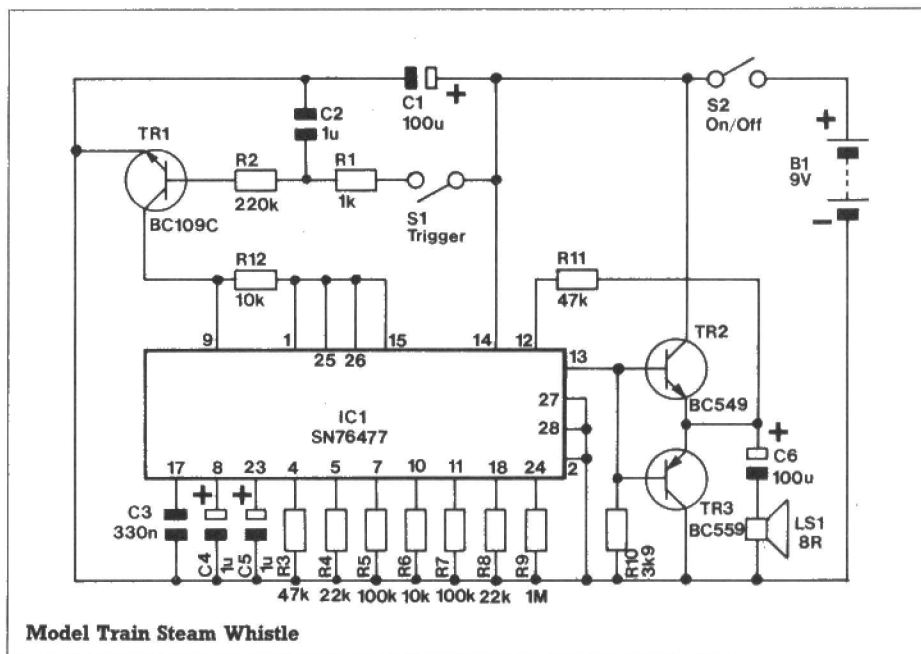 C1
100u
+
S2
On/Off
C2
1u
TR1
R2
220k
R1
1k
S1
Trigger
+
B1
9V
−
BC109C
R12
10k
R11
47k
9
1
25
26
15
14
12
13
TR2
BC549
27
28
2
IC1
SN76477
17
8
23
4
5
7
10
11
18
24
+
C6
100u
TR3
BC559
LS1
8R
C3
330n
+
C4
1u
+
C5
1u
R3
47k
R4
22k
R5
100k
R6
10k
R7
100k
R8
22k
R9
1M
R10
3k9
Model Train Steam Whistle